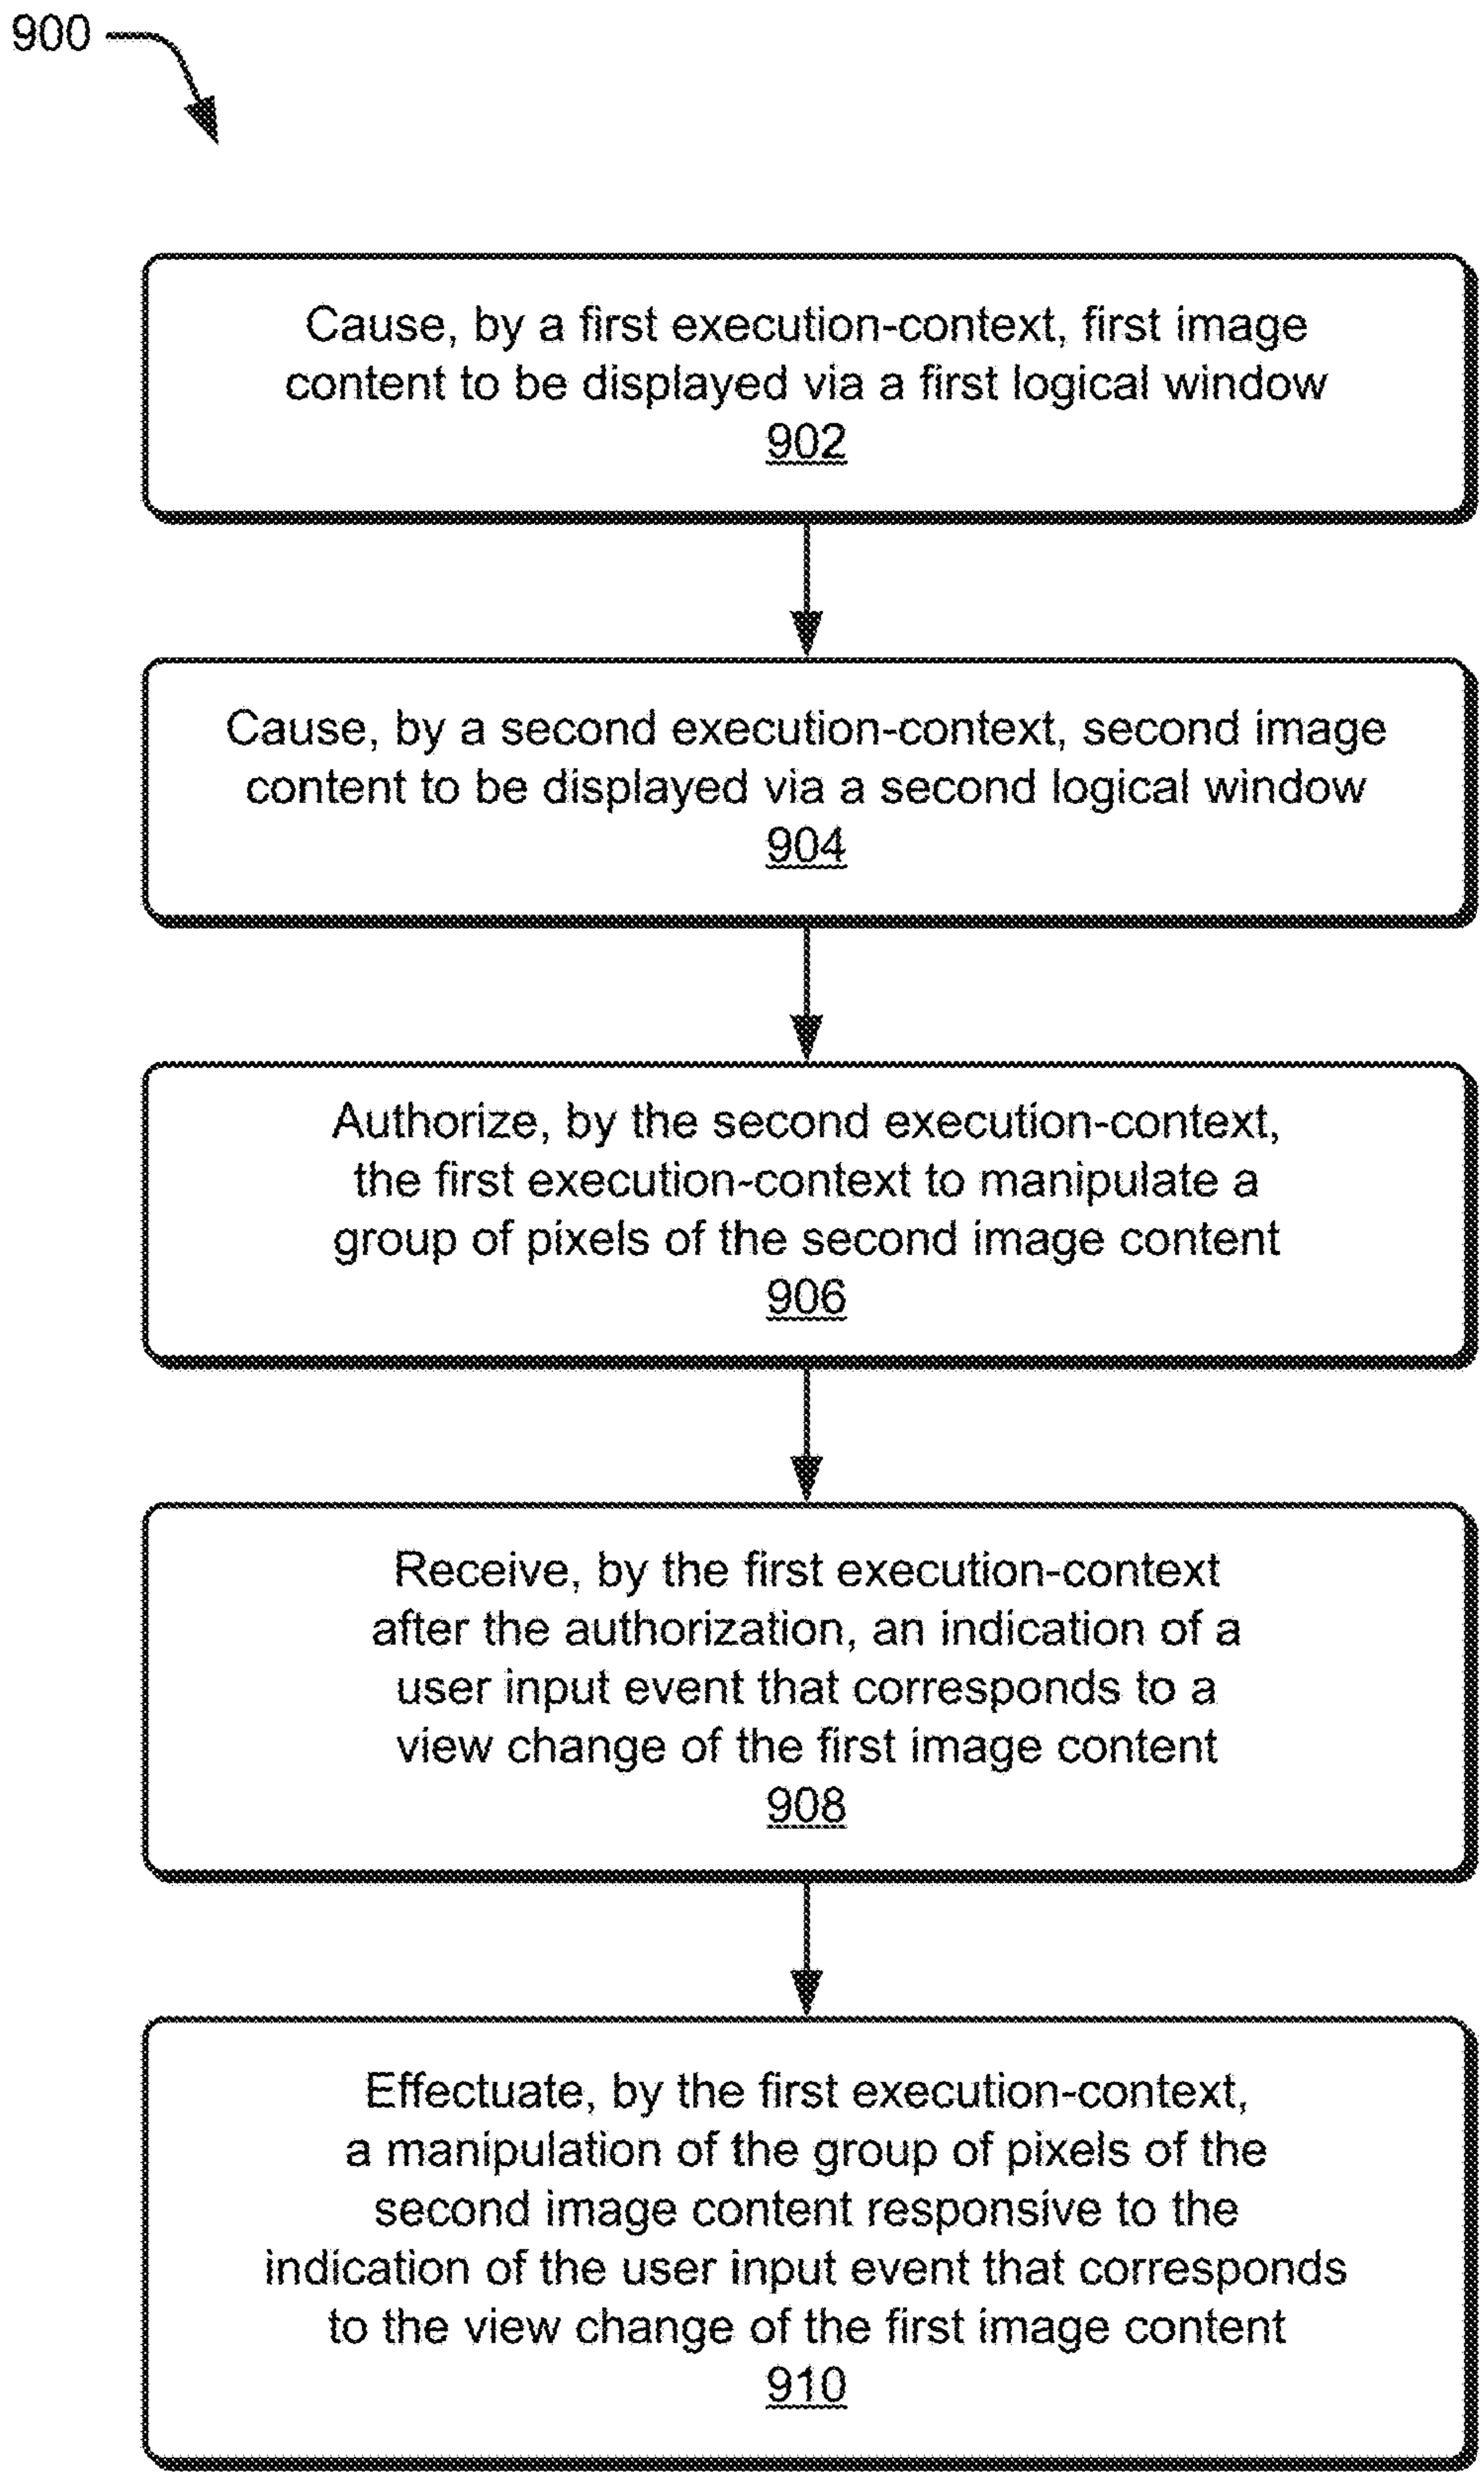 900
Cause, by a first execution-context, first image
content to be displayed via a first logical window
902
Cause, by a second execution-context, second image
content to be displayed via a second logical window
904
Authorize, by the second execution-context,
the first execution-context to manipulate a
group of pixels of the second image content
906
Receive, by the first execution-context
after the authorization, an indication of a
user input event that corresponds to a
view change of the first image content
908
Effectuate, by the first execution-context,
a manipulation of the group of pixels of the
second image content responsive to the
indication of the user input event that corresponds
to the view change of the first image content
910